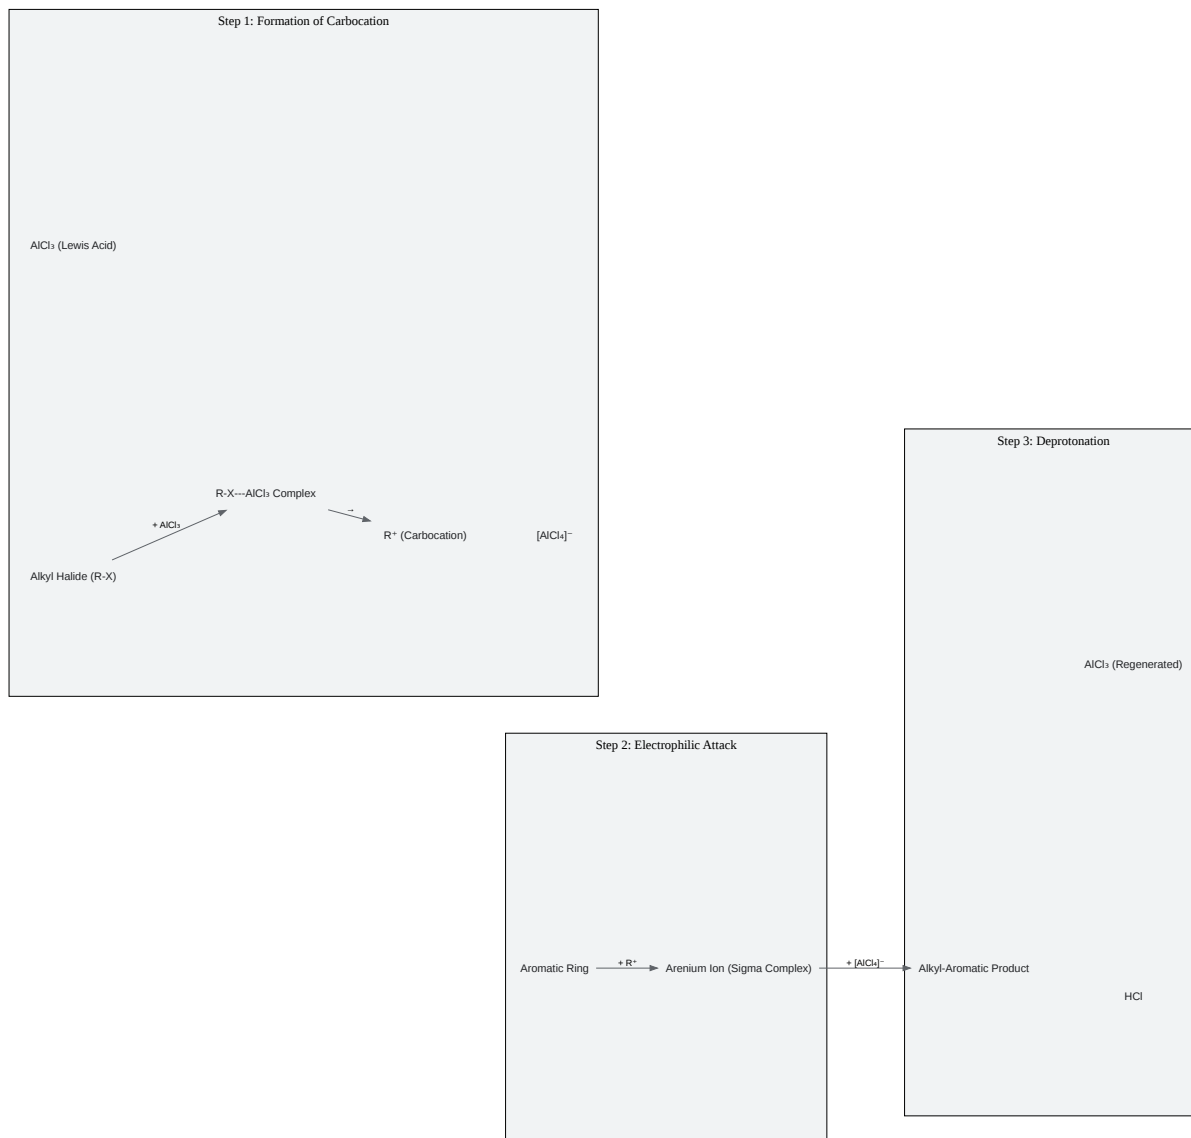 Step 1: Formation of Carbocation
AlCl₃ (Lewis Acid)
R-X---AlCl₃ Complex
→
+ AlCl₃
R⁺ (Carbocation)
[AlCl₄]⁻
Alkyl Halide (R-X)
Step 2: Electrophilic Attack
Aromatic Ring
+ R⁺
Arenium Ion (Sigma Complex)
+ [AlCl₄]⁻
Step 3: Deprotonation
AlCl₃ (Regenerated)
Alkyl-Aromatic Product
HCl